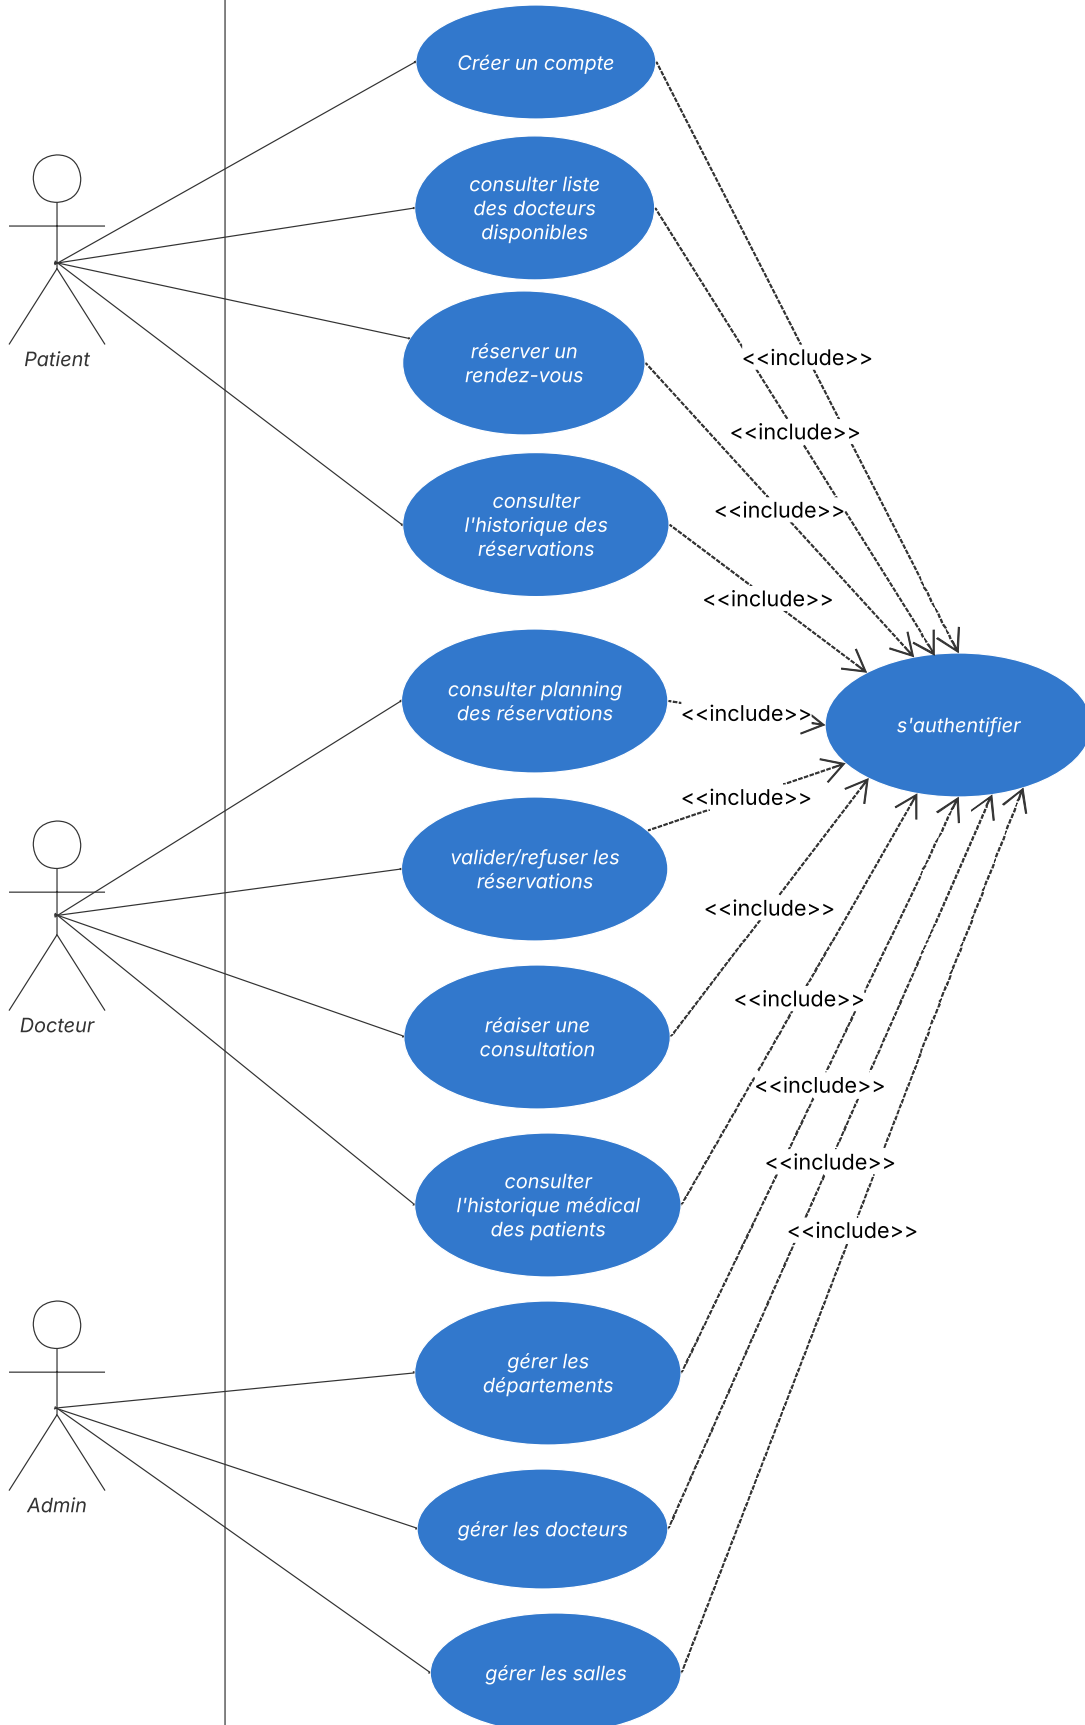 Créer un compte
consulter liste
des docteurs
disponibles
Patient
réserver un
rendez-vous
<<include>>
<<include>>
consulter
l'historique des
réservations
<<include>>
<<include>>
consulter planning
des réservations
<<include>>
s'authentifier
<<include>>
valider/refuser les
réservations
<<include>>
Docteur
réaiser une
consultation
<<include>>
<<include>>
consulter
l'historique médical
des patients
<<include>>
<<include>>
gérer les
départements
Admin
gérer les docteurs
gérer les salles